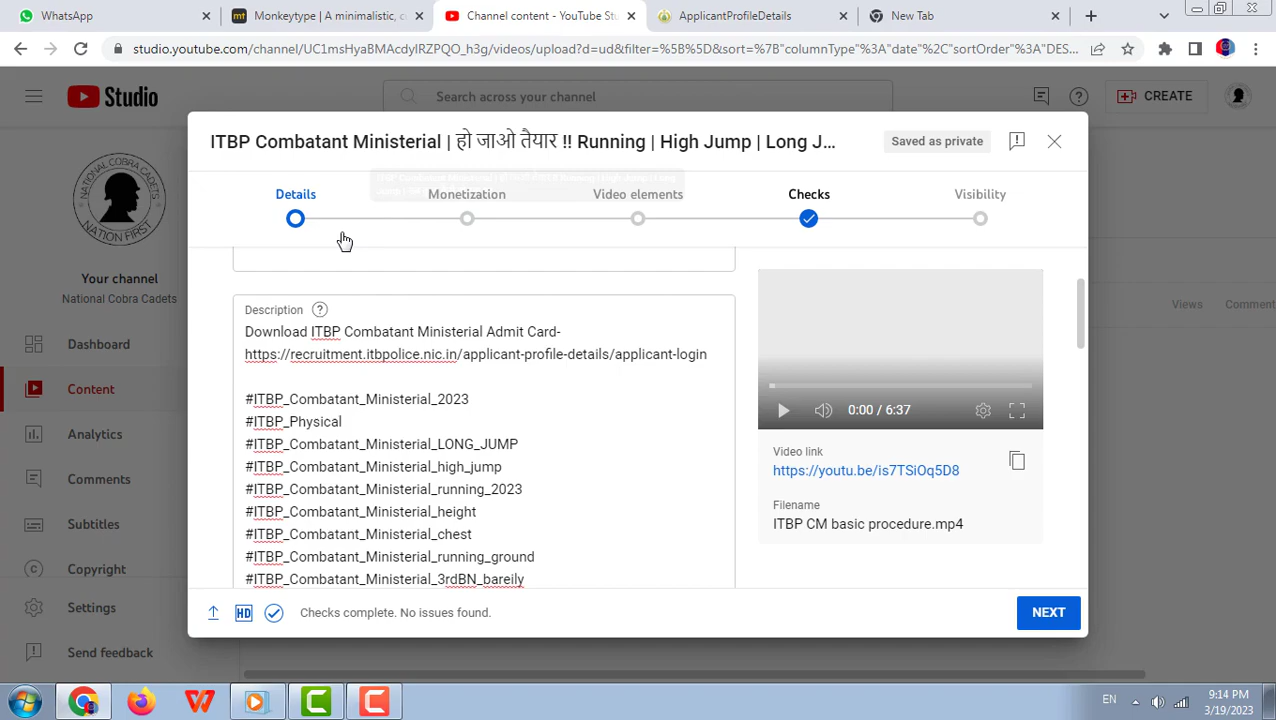 WhatsApp
Monkeytype | A minimalistic, c
Channel content - YouTube St
ApplicantProfileDetails
New Tab
studio.youtube.com/channel/UC1msHyaBMAcdylRZPQO_h3g/videos/upload?d=ud&filter=%5B%5D&sort=%7B"columnType"%3A"date"%2C"sortOrder"%3A"DES...
Studio
Search across your channel
CREATE
ITBP Combatant Ministerial | हो जाओ तैयार !! Running | High Jump | Long J...
Saved as private
Details
Monetization
Video elements
Checks
Visibility
NATIONAL COBRA CADETS
NATION FIRST
Your channel
National Cobra Cadets
Dashboard
Content
Analytics
Comments
Subtitles
Copyright
Settings
Send feedback
Description
Download ITBP Combatant Ministerial Admit Card-
https://recruitment.itbpolice.nic.in/applicant-profile-details/applicant-login
#ITBP_Combatant_Ministerial_2023
#ITBP_Physical
#ITBP_Combatant_Ministerial_LONG_JUMP
#ITBP_Combatant_Ministerial_high_jump
#ITBP_Combatant_Ministerial_running_2023
#ITBP_Combatant_Ministerial_height
#ITBP_Combatant_Ministerial_chest
#ITBP_Combatant_Ministerial_running_ground
#ITBP_Combatant_Ministerial_3rdBN_bareily
0:00 / 6:37
Video link
https://youtu.be/is7TSiOq5D8
Filename
ITBP CM basic procedure.mp4
Views
Comment
HD
Checks complete. No issues found.
NEXT
EN
9:14 PM
3/19/2023